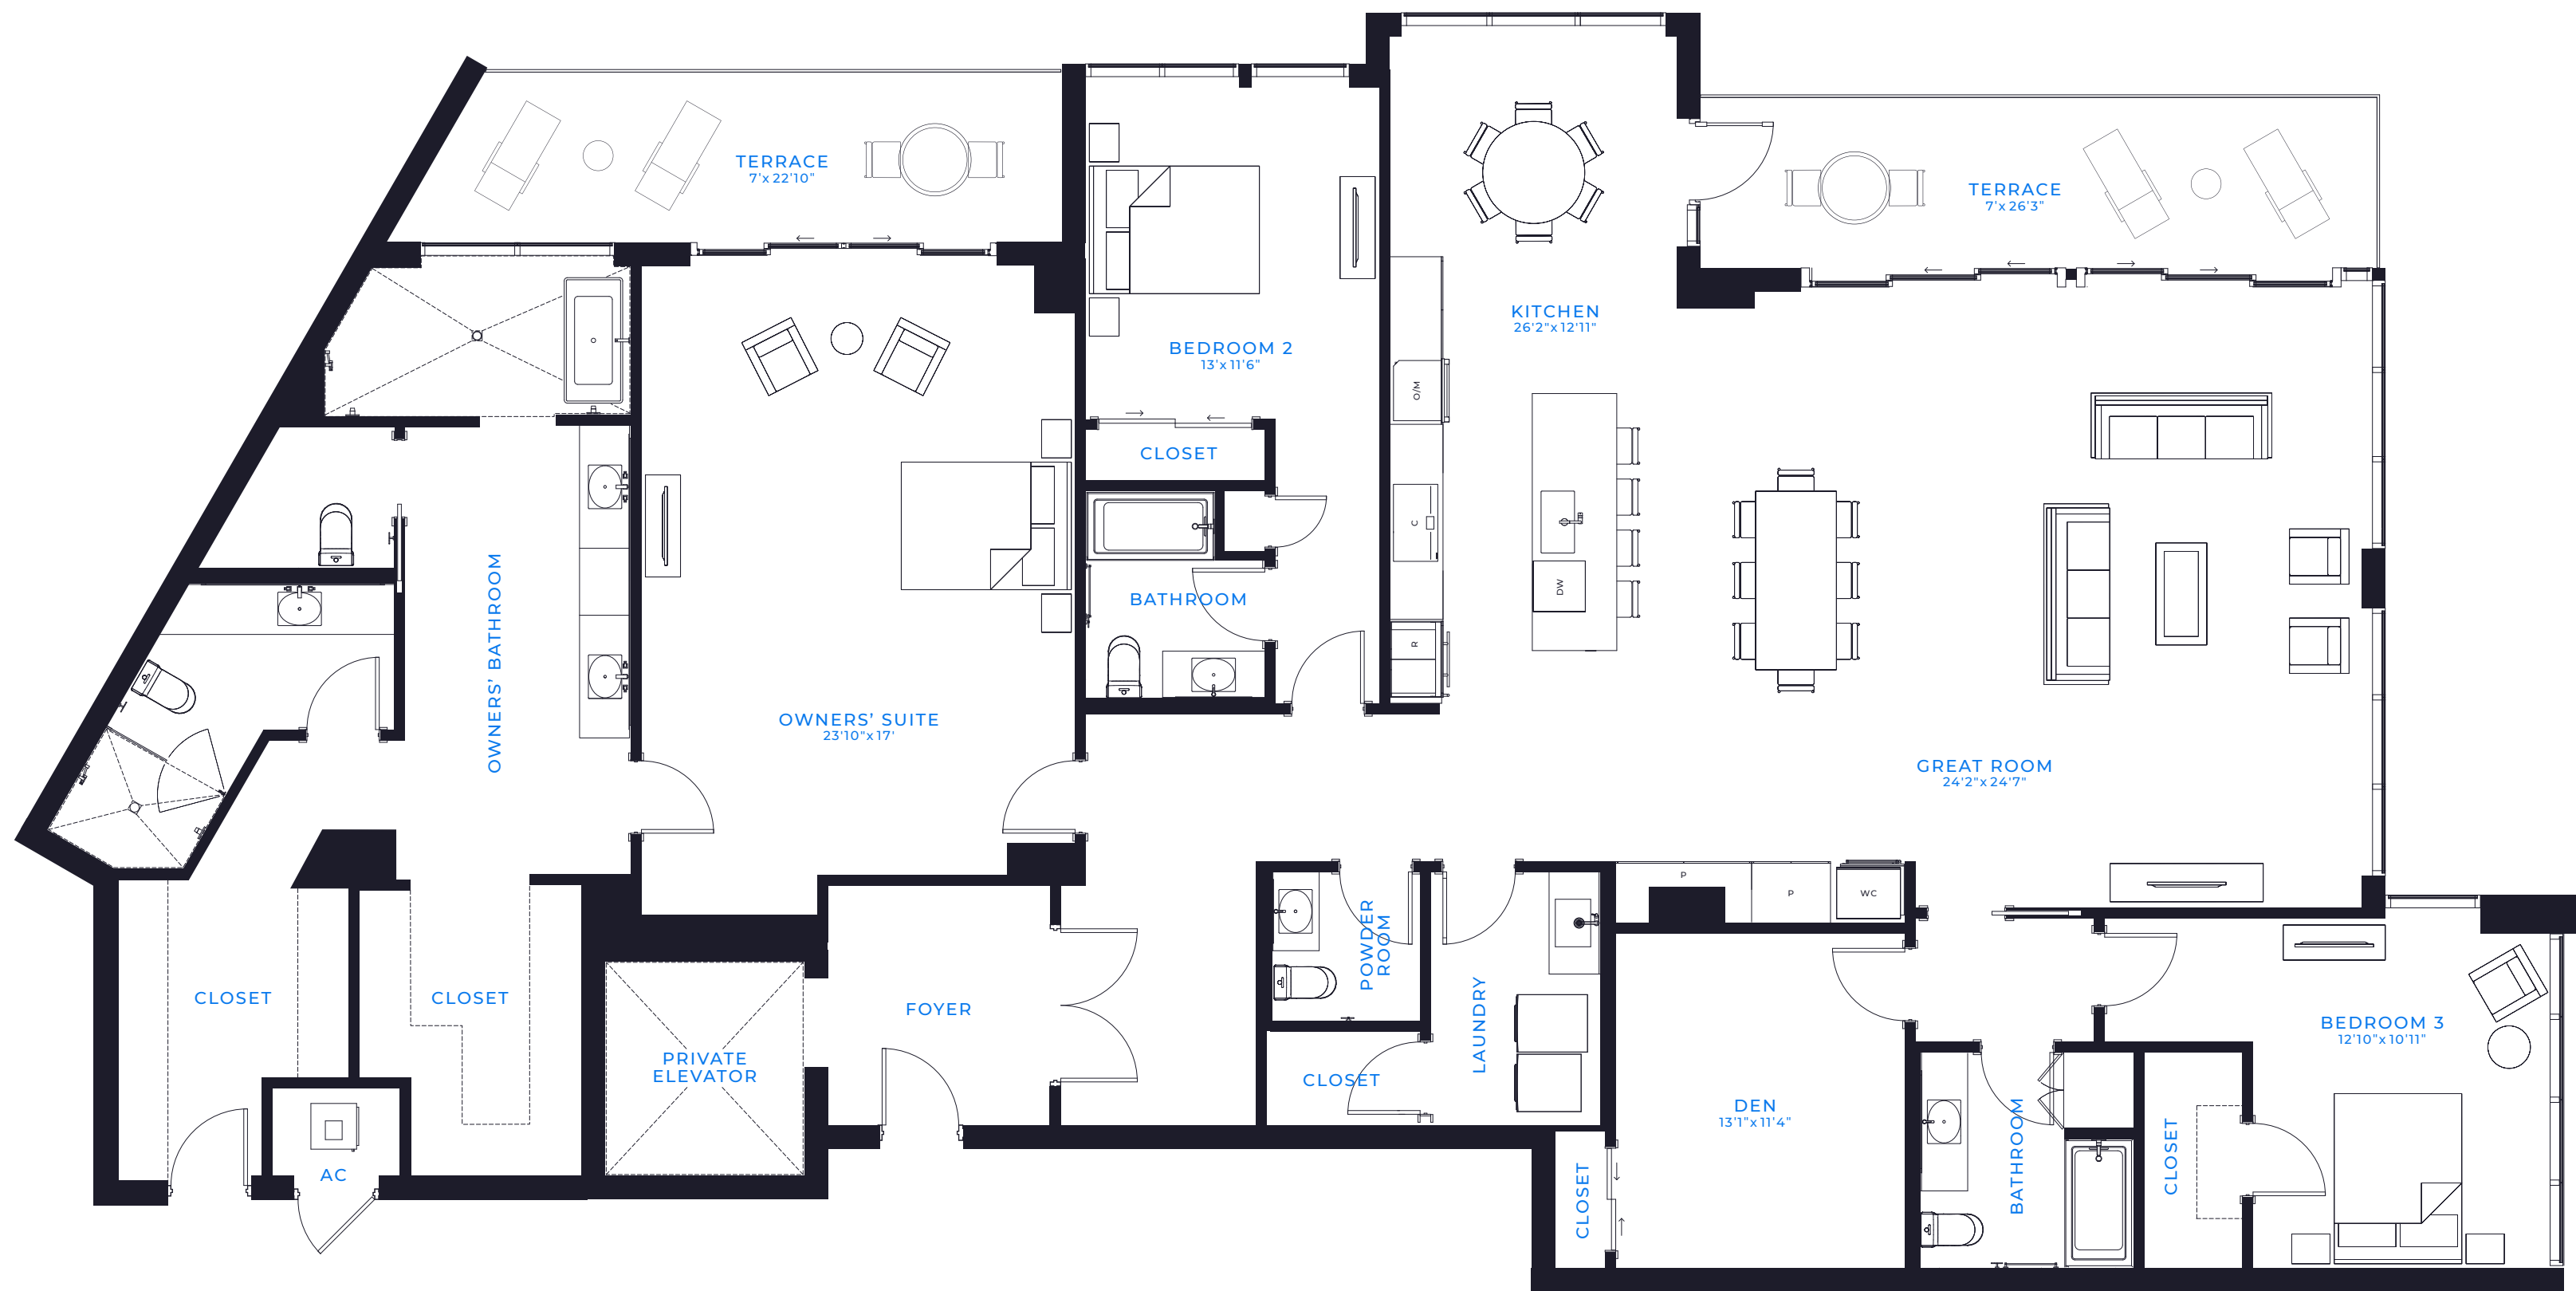 TERRACE
7'x 22'10"
TERRACE
7'x 26'3"
KITCHEN
26'2"x 12'11"
BEDROOM 2
13'x 11'6"
O/M
CLOSET
C
DW
BATHROOM
R
OWNERS' BATHROOM
OWNERS' SUITE
23'10"x 17'
GREAT ROOM
24'2"x 24'7"
P
P
WC
POWDER
ROOM
CLOSET
CLOSET
FOYER
LAUNDRY
BEDROOM 3
12'10"x 10'11"
PRIVATE
ELEVATOR
CLOSET
DEN
13'1"x 11'4"
BATHROOM
CLOSET
AC
CLOSET